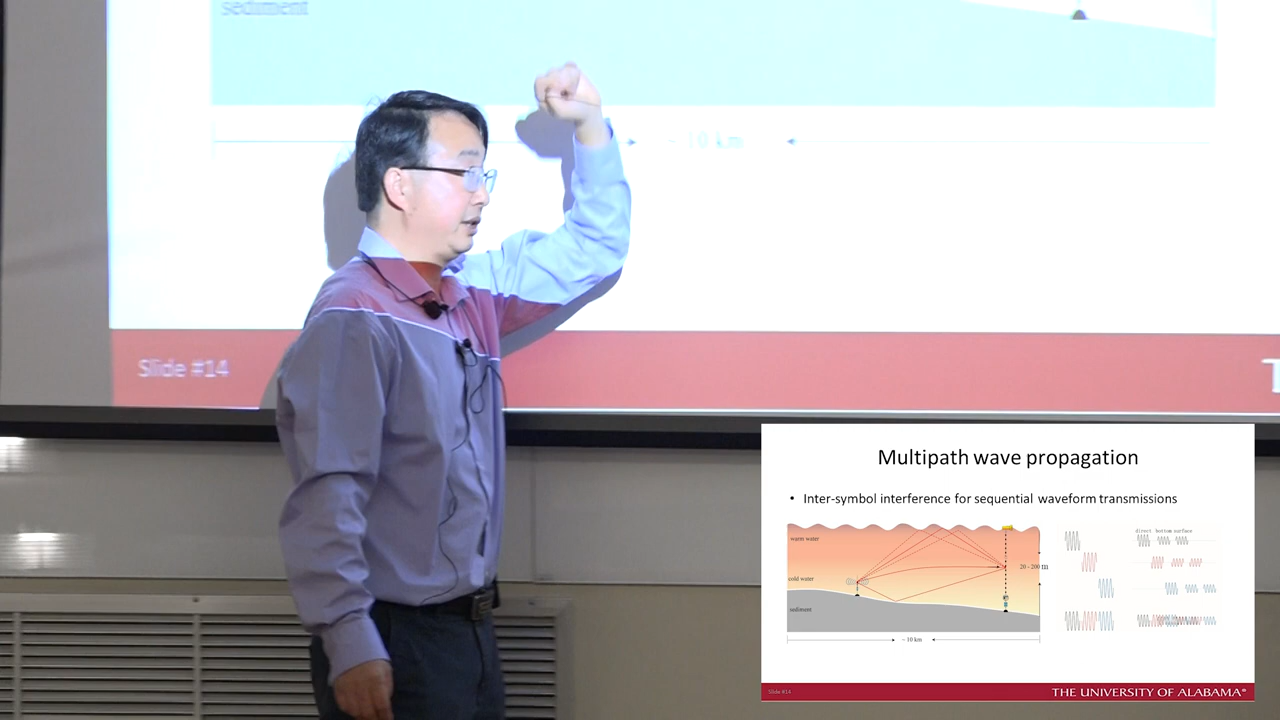 sediment
~ 10 km
Slide #14
T
Multipath wave propagation
• Inter-symbol interference for sequential waveform transmissions
warm water
cold water
sediment
20 - 200 m
~ 10 km
direct bottom surface
Slide #14
THE UNIVERSITY OF ALABAMA®